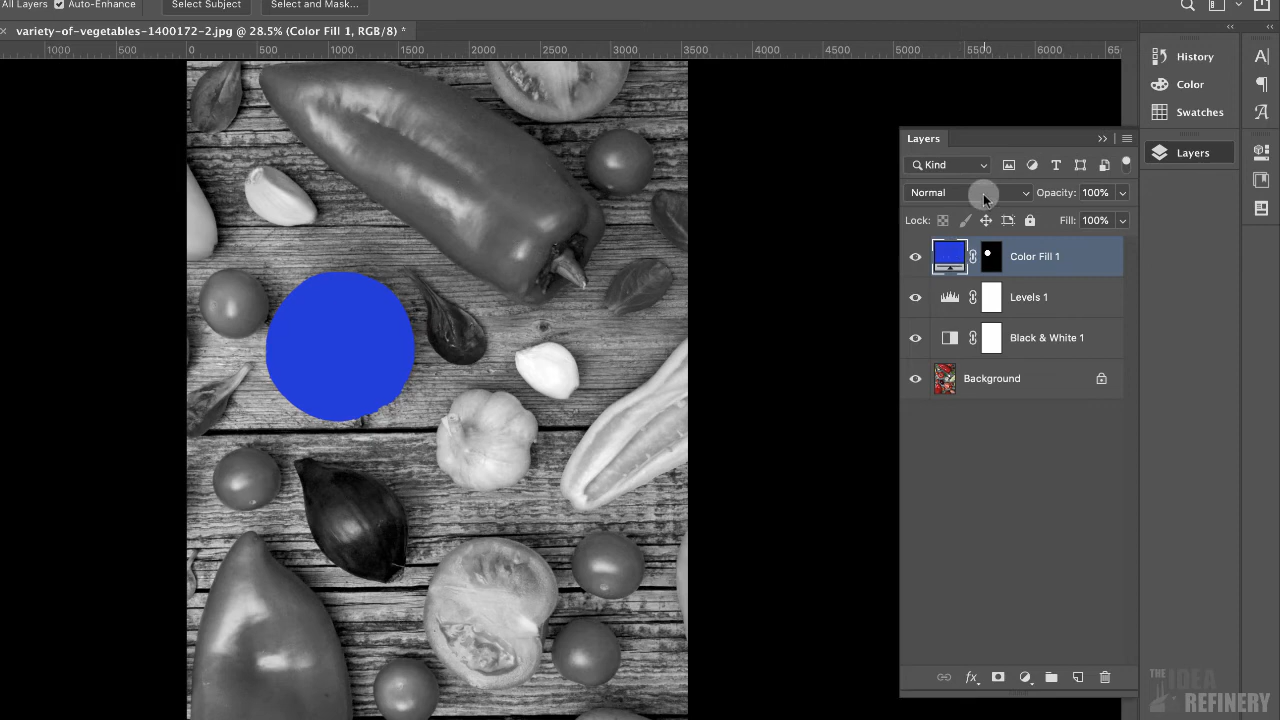 All Layers Auto-Enhance Select Subject Select and Mask...
× variety-of-vegetables-1400172-2.jpg @ 28.5% (Color Fill 1, RGB/8) *
1000 500 0 500 1000 1500 2000 2500 3000 3500 4000 4500 5000 5500 6000 65
History
Color
Swatches
Layers
Layers
Kind
Normal Opacity: 100%
Lock: Fill: 100%
Color Fill 1
Levels 1
Black & White 1
Background
fx
THE
IDEA
REFINERY